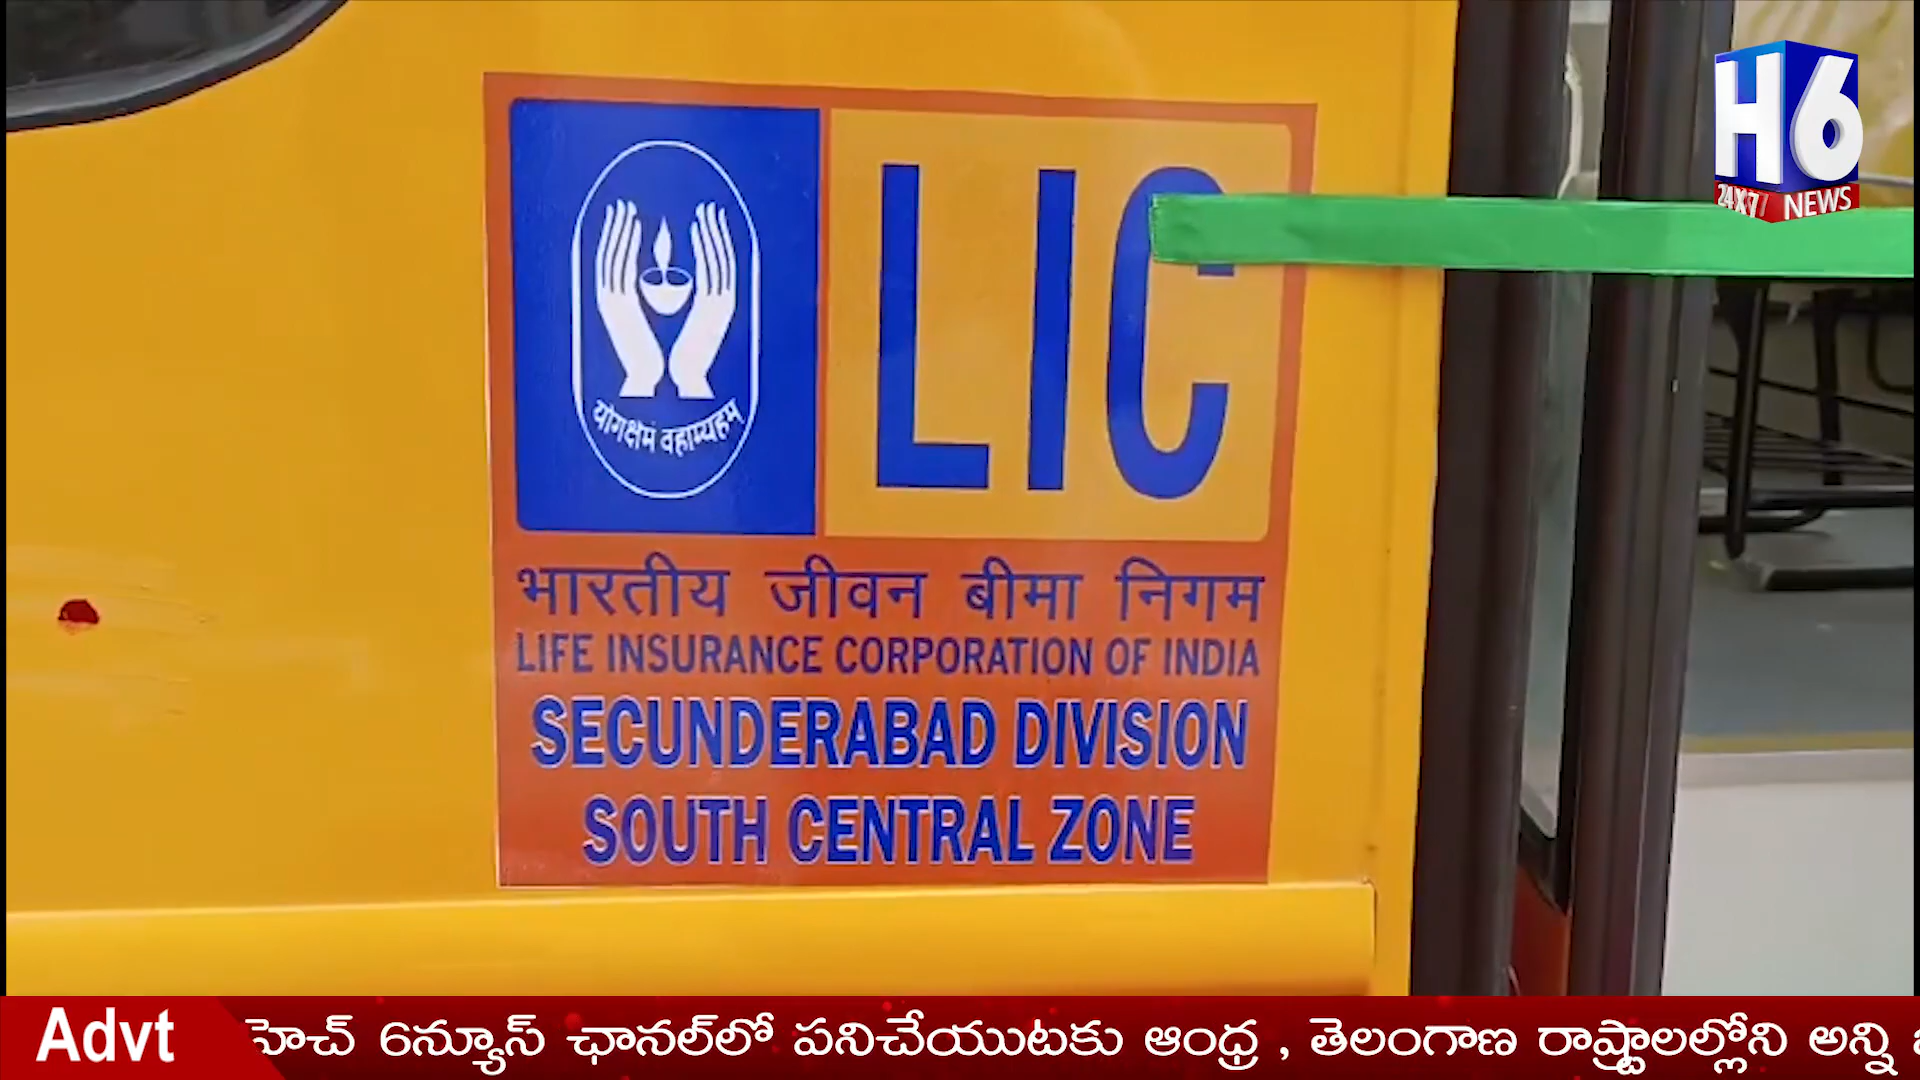 H6
24X7 NEWS
LIC
योगक्षेमं वहाम्यहम्
भारतीय जीवन बीमा निगम
LIFE INSURANCE CORPORATION OF INDIA
SECUNDERABAD DIVISION
SOUTH CENTRAL ZONE
Advt హెచ్ 6న్యూస్ ఛానల్‌లో పనిచేయుటకు ఆంధ్ర , తెలంగాణ రాష్ట్రాలల్లోని అన్ని